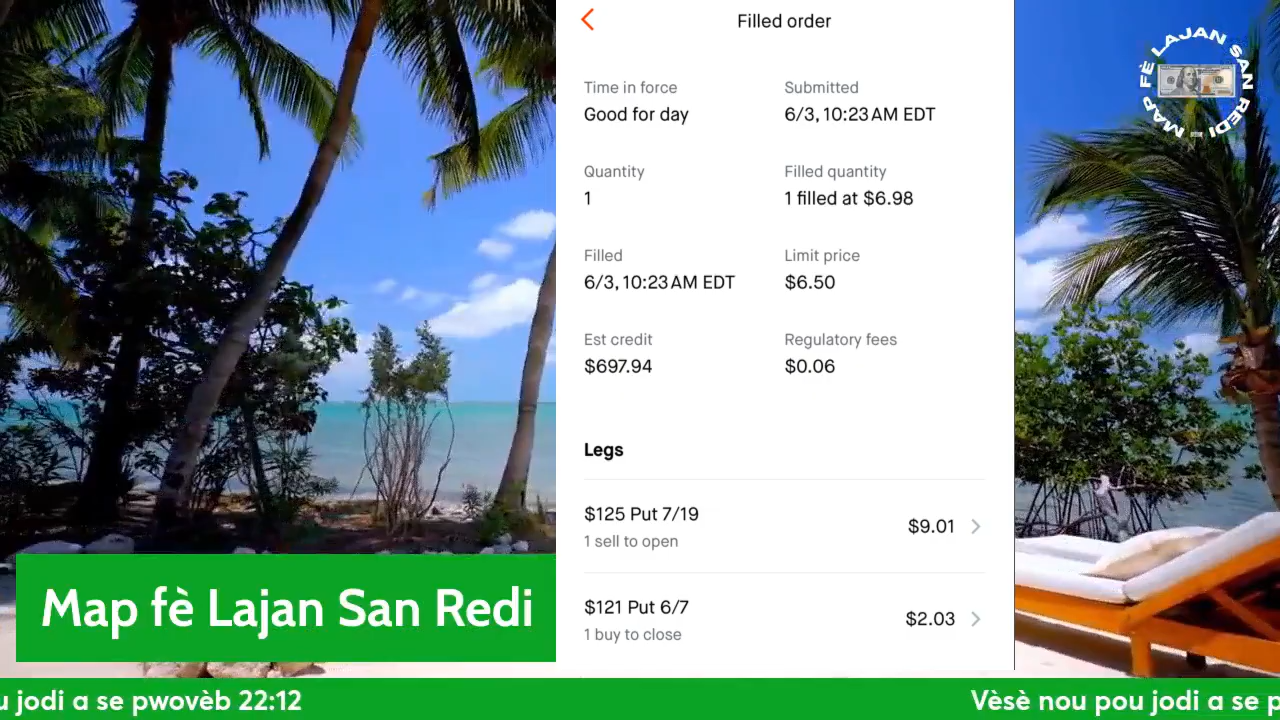 Filled order
Time in force
Submitted
Good for day
6/3, 10:23 AM EDT
Quantity
Filled quantity
1
1 filled at $6.98
Filled
Limit price
6/3, 10:23 AM EDT
$6.50
Est credit
Regulatory fees
$697.94
$0.06
Legs
$125 Put 7/19
$9.01
1 sell to open
$121 Put 6/7
$2.03
1 buy to close
MAP FÈ LAJAN SAN REDI
Map fè Lajan San Redi
u jodi a se pwovèb 22:12
Vèsè nou pou jodi a se p